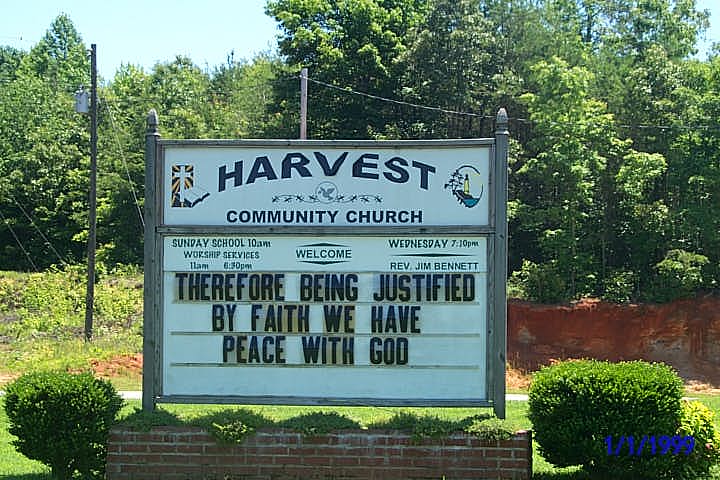 HARVEST
COMMUNITY CHURCH
SUNDAY SCHOOL 10am
WORSHIP SERVICES
11am 6:30pm
WELCOME
WEDNESDAY 7:10pm
REV. JIM BENNETT
THEREFORE BEING JUSTIFIED
BY FAITH WE HAVE
PEACE WITH GOD
1/1/1999